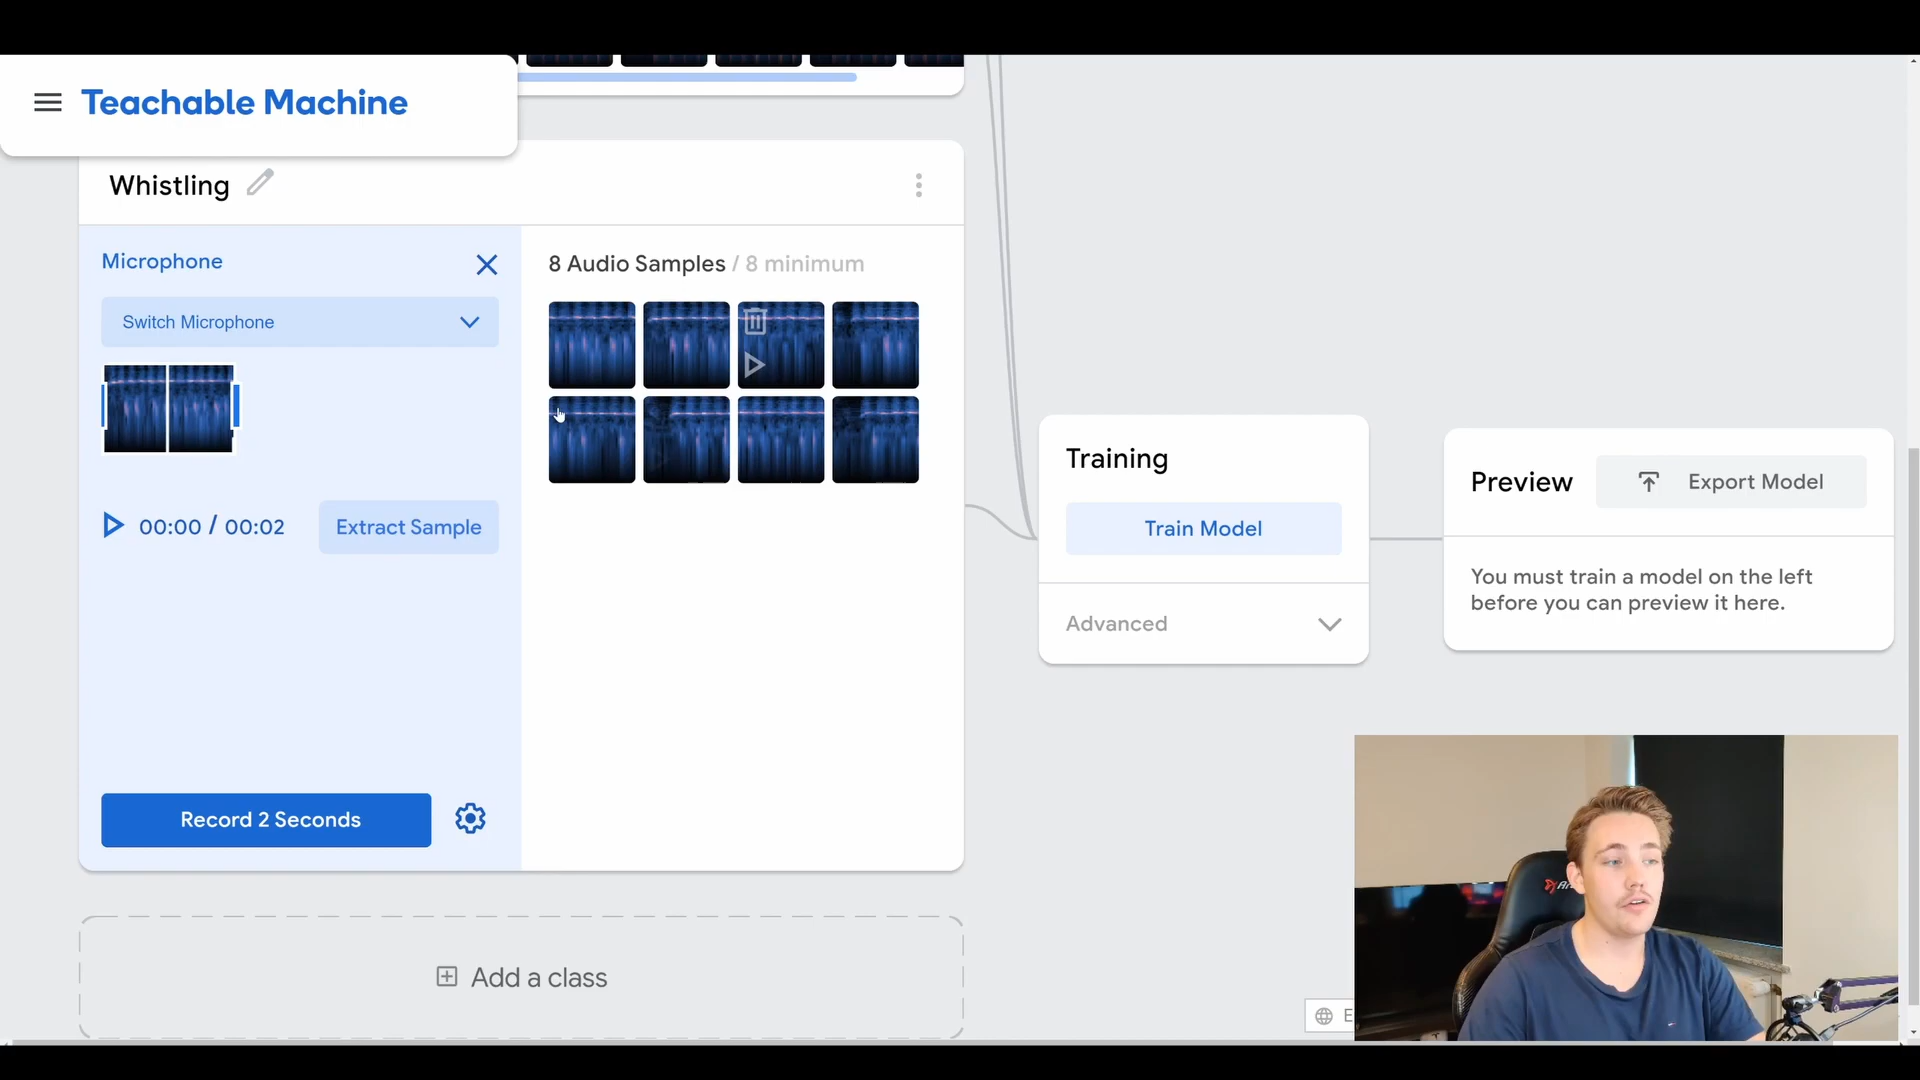 Teachable Machine
Whistling
Microphone
Switch Microphone
00:00 / 00:02
Extract Sample
Record 2 Seconds
8 Audio Samples / 8 minimum
Add a class
Training
Train Model
Advanced
Preview
Export Model
You must train a model on the left
before you can preview it here.